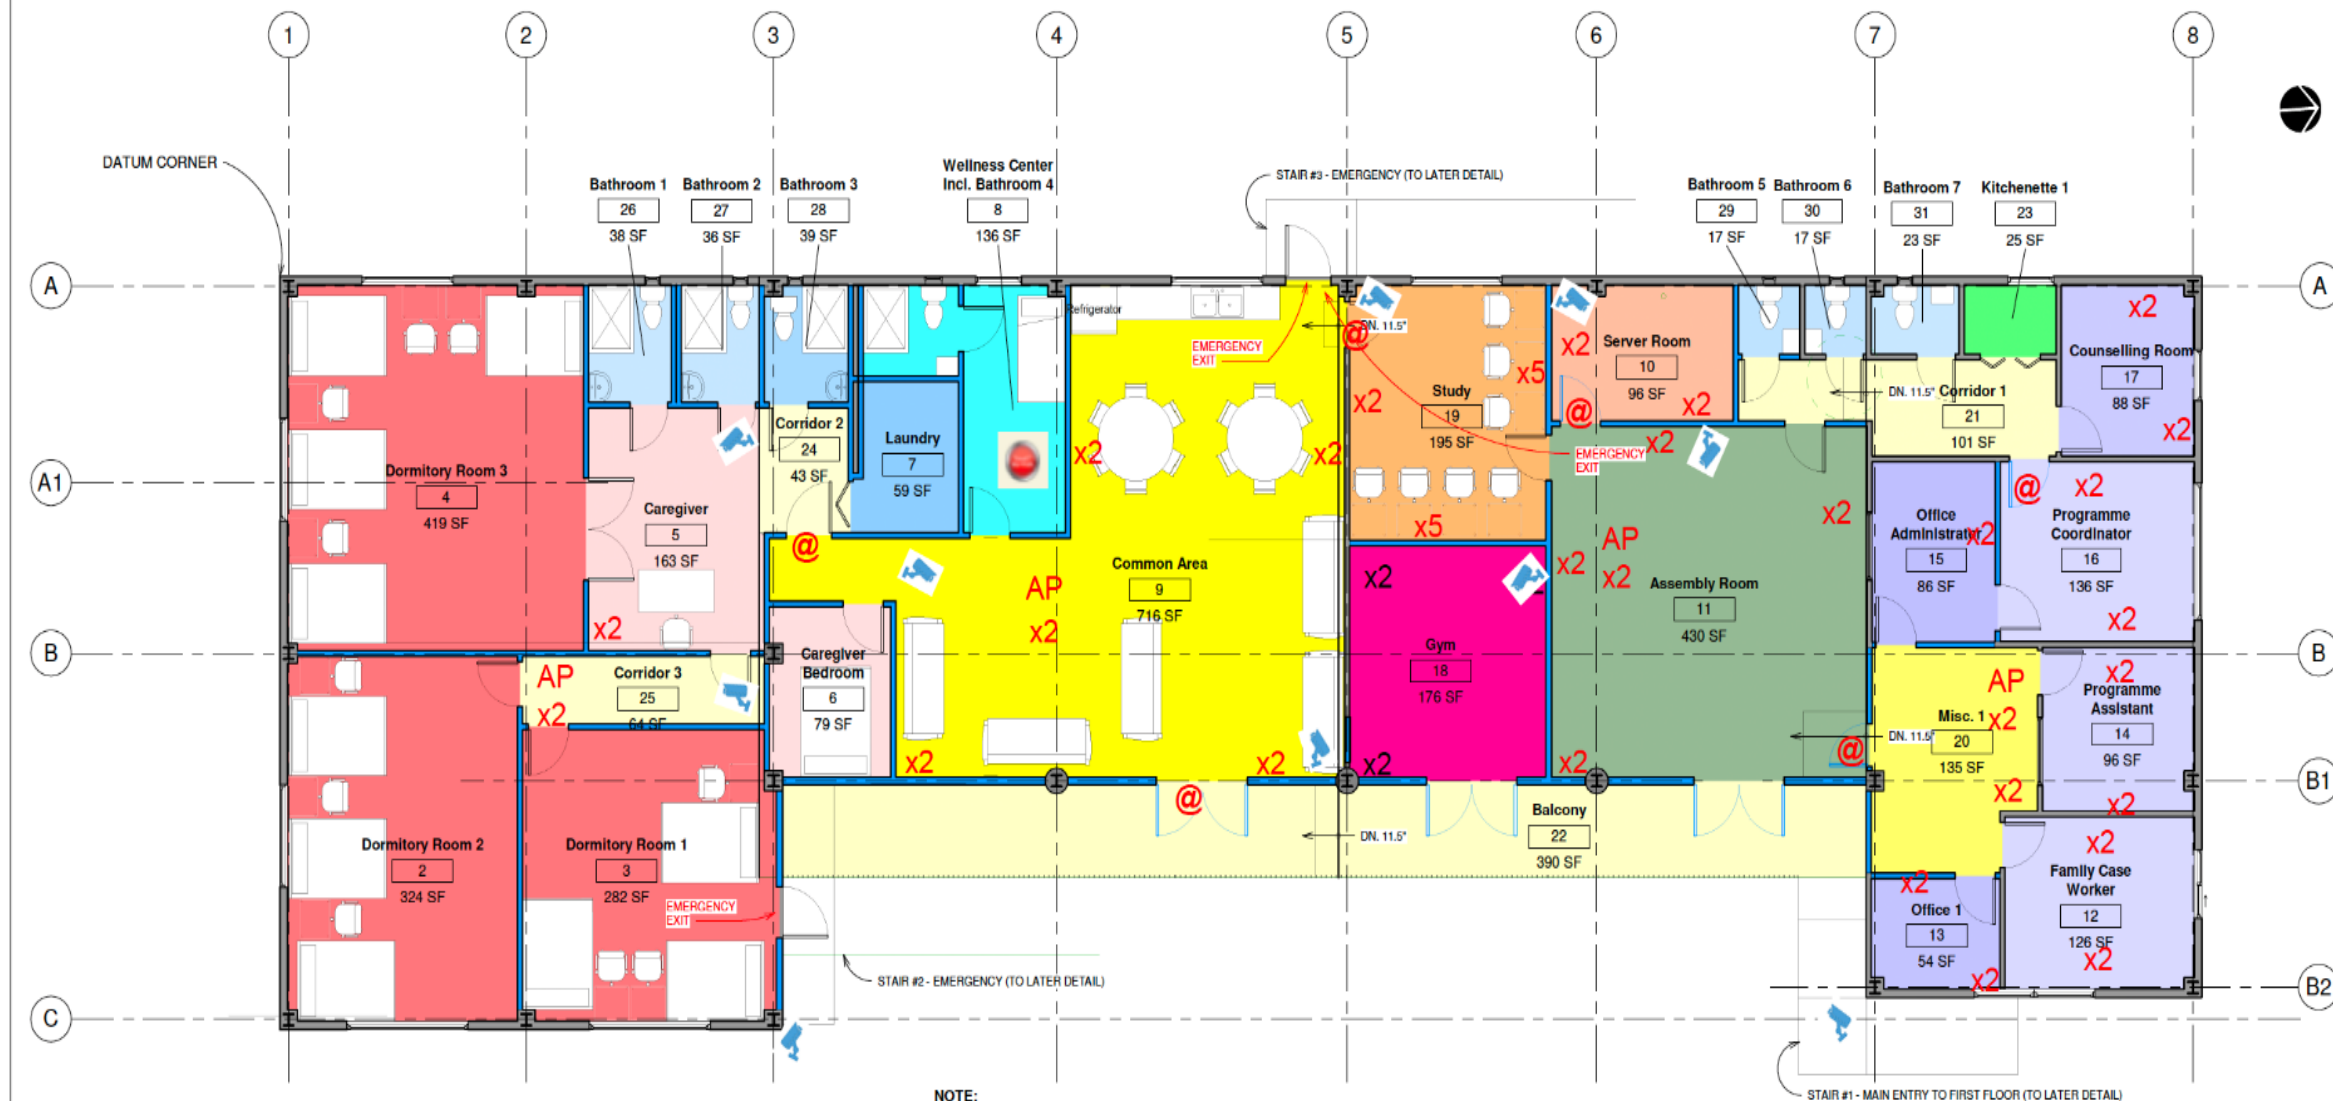 1 2 3 4 5 6 7 8
DATUM CORNER
Bathroom 1
26
38 SF
Bathroom 2
27
36 SF
Bathroom 3
28
39 SF
Wellness Center
Incl. Bathroom 4
8
136 SF
STAIR #3 - EMERGENCY (TO LATER DETAIL)
Bathroom 5
29
17 SF
Bathroom 6
30
17 SF
Bathroom 7
31
23 SF
Kitchenette 1
23
25 SF
A
A
Refrigerator
EMERGENCY
EXIT
DN. 11.5"
@
x2
x5
Study
19
195 SF
x5
x2
Server Room
10
96 SF
x2
@
DN. 11.5"
Corridor 1
21
101 SF
x2
Counselling Room
17
88 SF
x2
A1
Dormitory Room 3
4
419 SF
Caregiver
5
163 SF
x2
Corridor 2
24
43 SF
@
Laundry
7
59 SF
x2
x2
EMERGENCY
EXIT
x2
x2
AP
x2
x2
Assembly Room
11
430 SF
x2
@
DN. 11.5"
Office
Administrator
15
86 SF
x2
@
x2
Programme
Coordinator
16
136 SF
x2
Common Area
9
716 SF
AP
x2
x2
x2
@
x2
Gym
18
176 SF
x2
B
B
AP
x2
Corridor 3
25
64 SF
Caregiver
Bedroom
6
79 SF
AP
x2
Misc. 1
20
135 SF
x2
x2
Programme
Assistant
14
96 SF
x2
B1
Dormitory Room 2
2
324 SF
Dormitory Room 1
3
282 SF
EMERGENCY
EXIT
DN. 11.5"
Balcony
22
390 SF
x2
Office 1
13
54 SF
x2
x2
Family Case
Worker
12
126 SF
x2
STAIR #2 - EMERGENCY (TO LATER DETAIL)
B2
C
NOTE:
STAIR #1 - MAIN ENTRY TO FIRST FLOOR (TO LATER DETAIL)